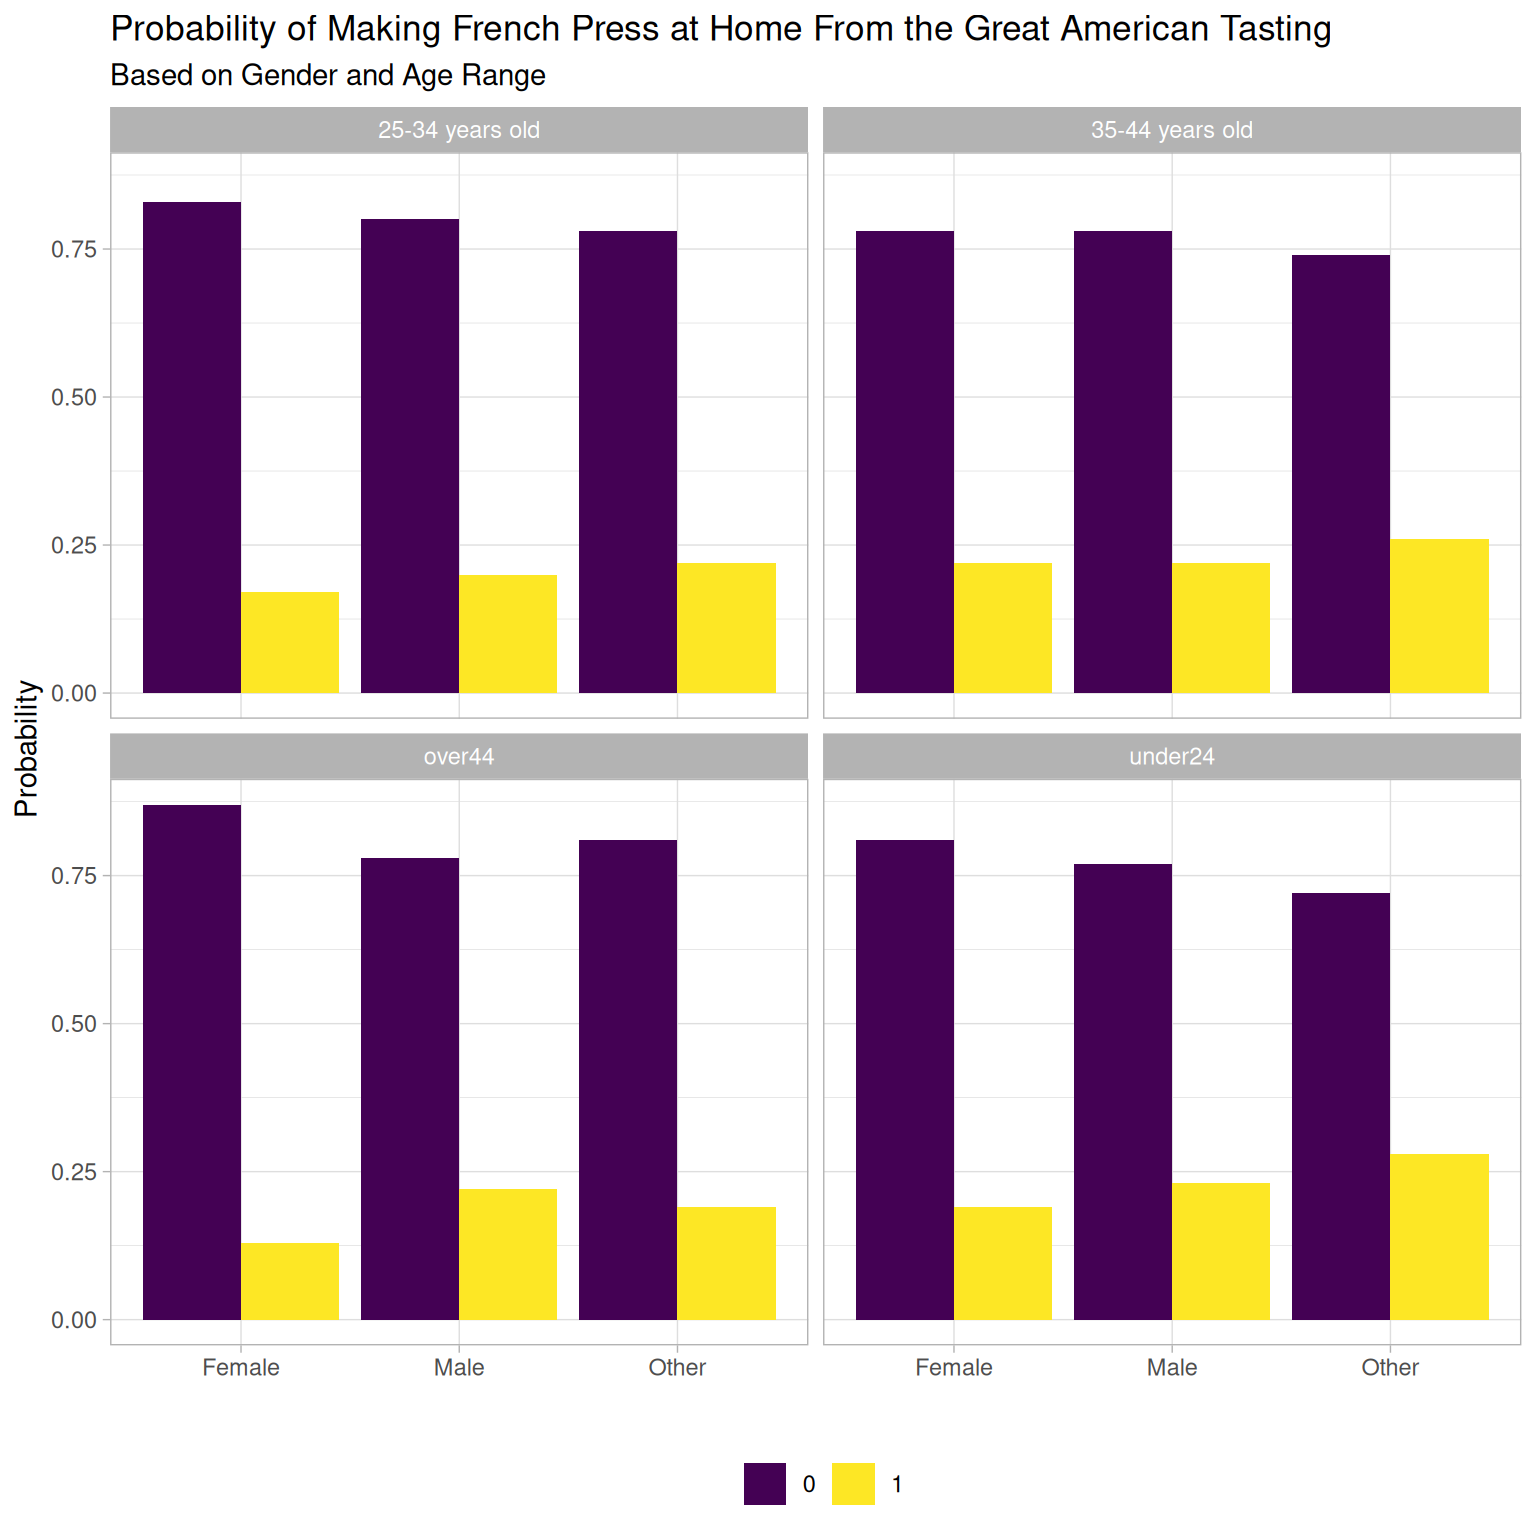 Probability of Making French Press at Home From the Great American Tasting
Based on Gender and Age Range
25-34 years old
35-44 years old
0.75
0.50
0.25
0.00
Probability
over44
under24
0.75
0.50
0.25
0.00
Female Male Other Female Male Other
0 1